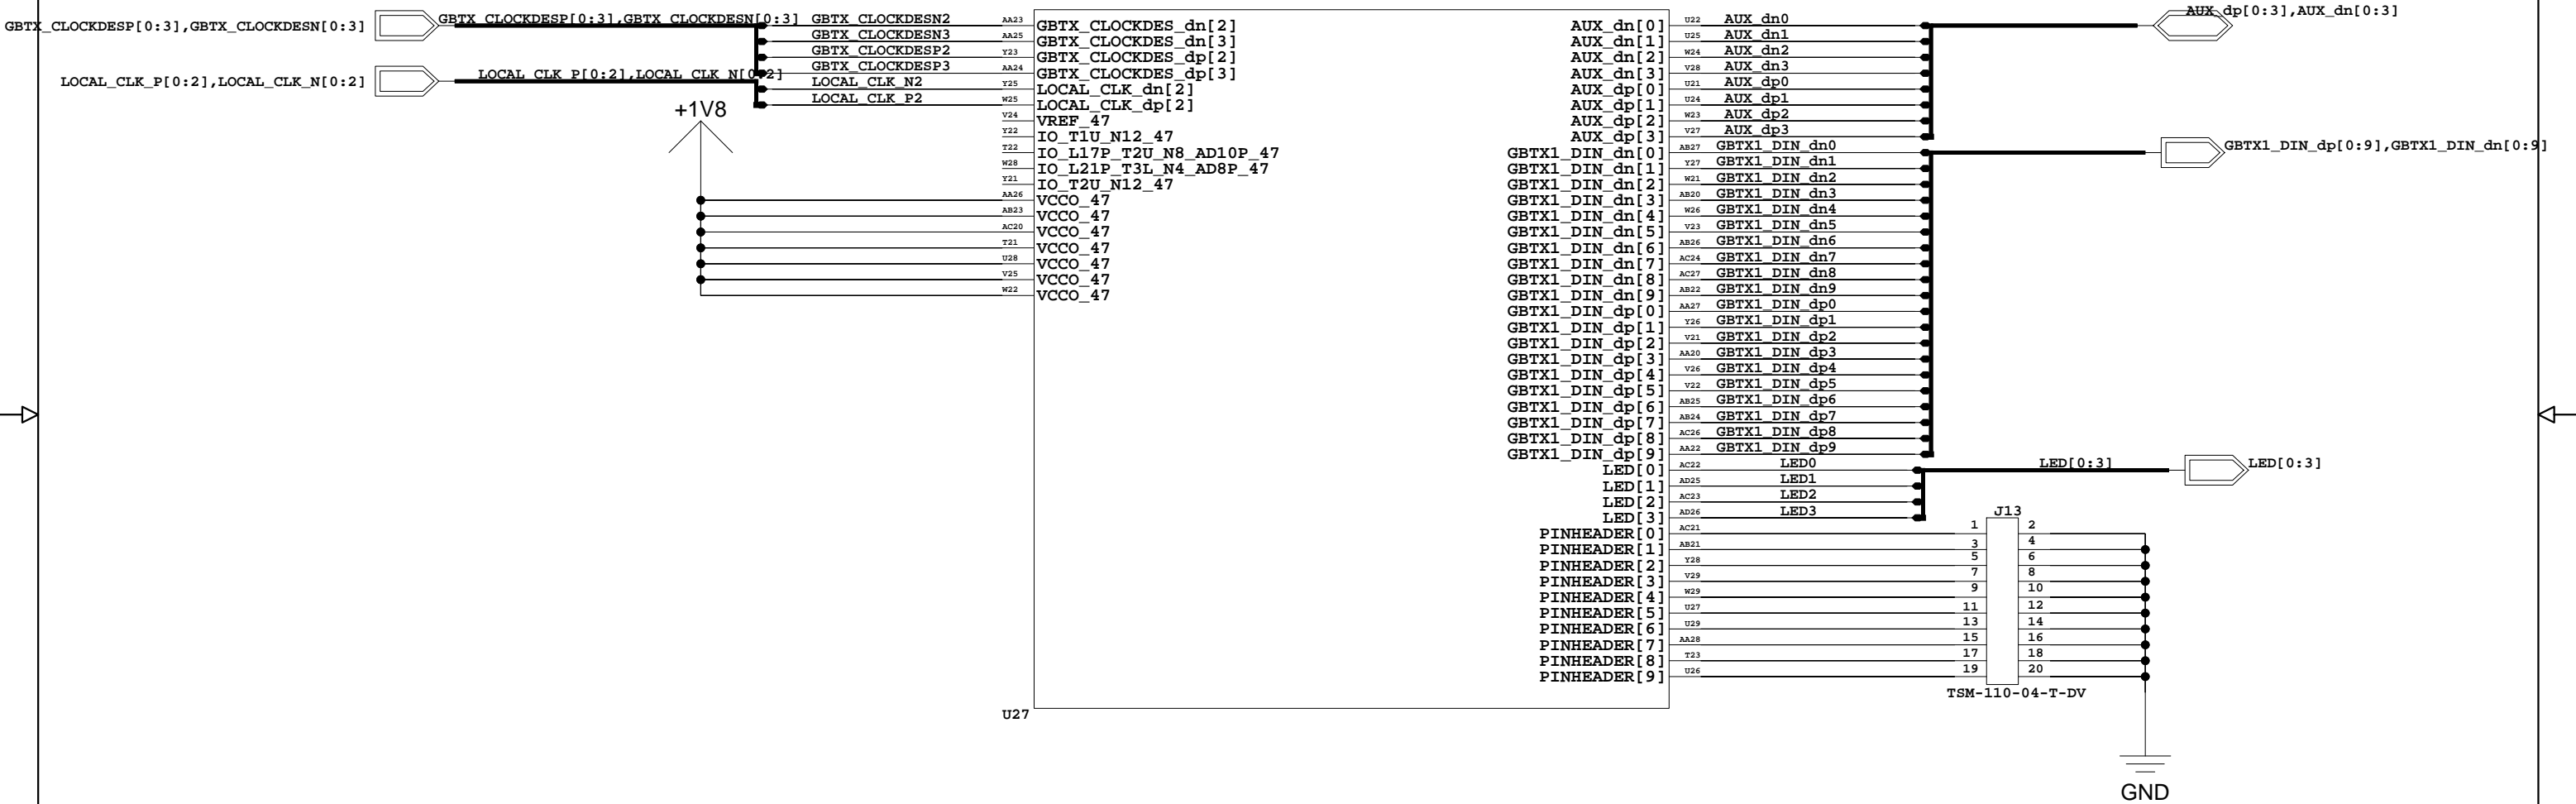 GBTX_CLOCKDESP[0:3],GBTX_CLOCKDESN[0:3]
GBTX_CLOCKDESP[0:3],GBTX_CLOCKDESN[0:3]
LOCAL_CLK_P[0:2],LOCAL_CLK_N[0:2]
LOCAL_CLK_P[0:2],LOCAL_CLK_N[0:2]
+1V8
GBTX_CLOCKDESN2 AA23 GBTX_CLOCKDES_dn[2]
GBTX_CLOCKDESN3 AA25 GBTX_CLOCKDES_dn[3]
GBTX_CLOCKDESP2 Y23 GBTX_CLOCKDES_dp[2]
GBTX_CLOCKDESP3 AA24 GBTX_CLOCKDES_dp[3]
LOCAL_CLK_N2 Y25 LOCAL_CLK_dn[2]
LOCAL_CLK_P2 W25 LOCAL_CLK_dp[2]
V24 VREF_47
Y22 IO_T1U_N12_47
T22 IO_L17P_T2U_N8_AD10P_47
W28 IO_L21P_T3L_N4_AD8P_47
Y21 IO_T2U_N12_47
AA26 VCCO_47
AB23 VCCO_47
AC20 VCCO_47
T21 VCCO_47
U28 VCCO_47
V25 VCCO_47
W22 VCCO_47
U27
AUX_dn[0] U22 AUX_dn0
AUX_dn[1] U25 AUX_dn1
AUX_dn[2] W24 AUX_dn2
AUX_dn[3] V28 AUX_dn3
AUX_dp[0] U21 AUX_dp0
AUX_dp[1] U24 AUX_dp1
AUX_dp[2] W23 AUX_dp2
AUX_dp[3] V27 AUX_dp3
GBTX1_DIN_dn[0] AB27 GBTX1_DIN_dn0
GBTX1_DIN_dn[1] Y27 GBTX1_DIN_dn1
GBTX1_DIN_dn[2] W21 GBTX1_DIN_dn2
GBTX1_DIN_dn[3] AB20 GBTX1_DIN_dn3
GBTX1_DIN_dn[4] W26 GBTX1_DIN_dn4
GBTX1_DIN_dn[5] V23 GBTX1_DIN_dn5
GBTX1_DIN_dn[6] AB26 GBTX1_DIN_dn6
GBTX1_DIN_dn[7] AC24 GBTX1_DIN_dn7
GBTX1_DIN_dn[8] AC27 GBTX1_DIN_dn8
GBTX1_DIN_dn[9] AB22 GBTX1_DIN_dn9
GBTX1_DIN_dp[0] AA27 GBTX1_DIN_dp0
GBTX1_DIN_dp[1] Y26 GBTX1_DIN_dp1
GBTX1_DIN_dp[2] V21 GBTX1_DIN_dp2
GBTX1_DIN_dp[3] AA20 GBTX1_DIN_dp3
GBTX1_DIN_dp[4] V26 GBTX1_DIN_dp4
GBTX1_DIN_dp[5] V22 GBTX1_DIN_dp5
GBTX1_DIN_dp[6] AB25 GBTX1_DIN_dp6
GBTX1_DIN_dp[7] AB24 GBTX1_DIN_dp7
GBTX1_DIN_dp[8] AC26 GBTX1_DIN_dp8
GBTX1_DIN_dp[9] AA22 GBTX1_DIN_dp9
LED[0] AC22 LED0
LED[1] AD25 LED1
LED[2] AC23 LED2
LED[3] AD26 LED3
AUX_dp[0:3],AUX_dn[0:3]
GBTX1_DIN_dp[0:9],GBTX1_DIN_dn[0:9]
LED[0:3] LED[0:3]
J13
PINHEADER[0] AC21 1 2
PINHEADER[1] AB21 3 4
PINHEADER[2] Y28 5 6
PINHEADER[3] V29 7 8
PINHEADER[4] W29 9 10
PINHEADER[5] U27 11 12
PINHEADER[6] U29 13 14
PINHEADER[7] AA28 15 16
PINHEADER[8] T23 17 18
PINHEADER[9] U26 19 20
TSM-110-04-T-DV
GND